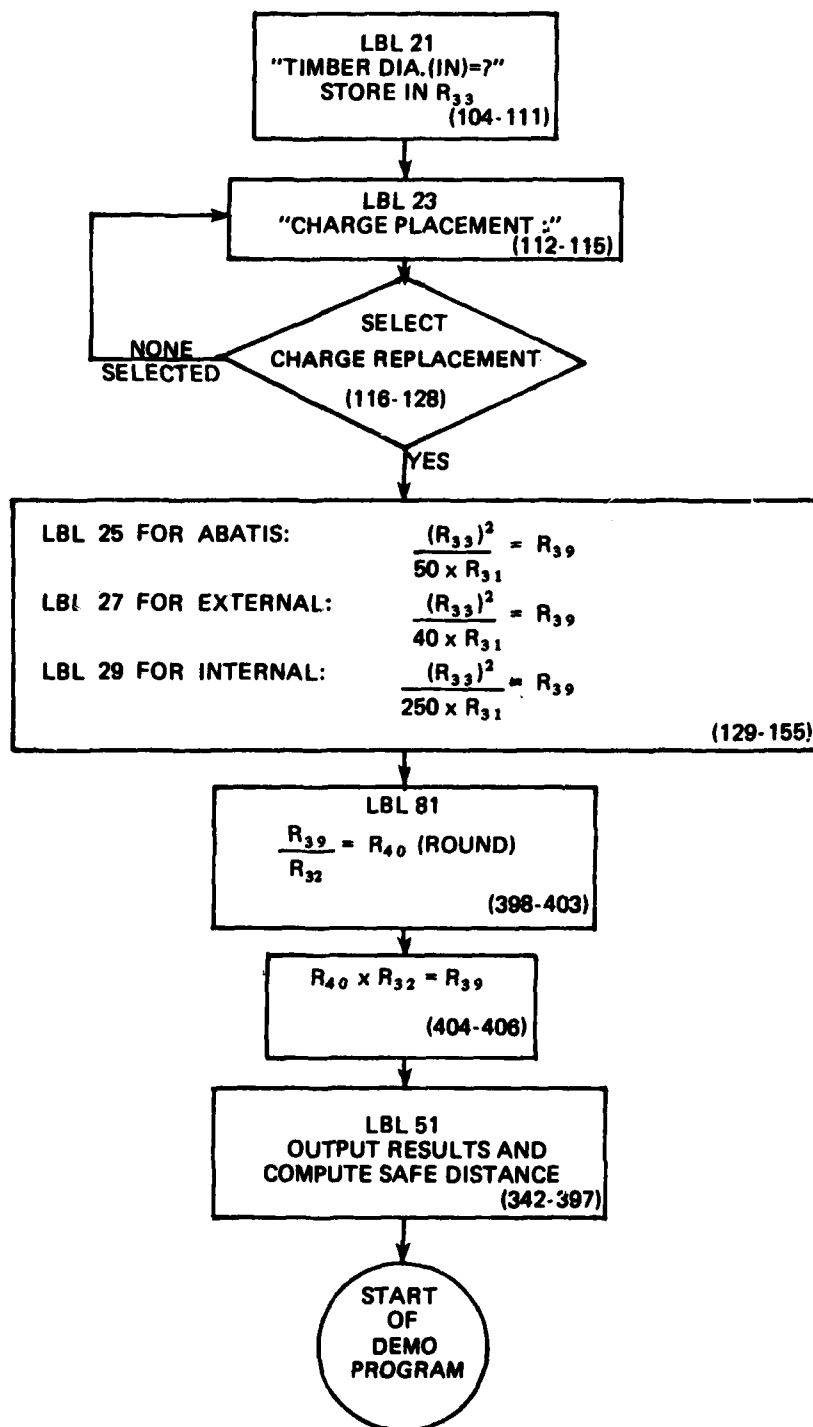 LBL 21
"TIMBER DIA.(IN)=?"
STORE IN R₃₃
(104-111)
LBL 23
"CHARGE PLACEMENT :"
(112-115)
SELECT
CHARGE REPLACEMENT
(116-128)
NONE
SELECTED
YES
LBL 25 FOR ABATIS: (R₃₃)² / 50 x R₃₁ = R₃₉
LBL 27 FOR EXTERNAL: (R₃₃)² / 40 x R₃₁ = R₃₉
LBL 29 FOR INTERNAL: (R₃₃)² / 250 x R₃₁ = R₃₉
(129-155)
LBL 81
R₃₉ / R₃₂ = R₄₀ (ROUND)
(398-403)
R₄₀ x R₃₂ = R₃₉
(404-406)
LBL 51
OUTPUT RESULTS AND
COMPUTE SAFE DISTANCE
(342-397)
START
OF
DEMO
PROGRAM